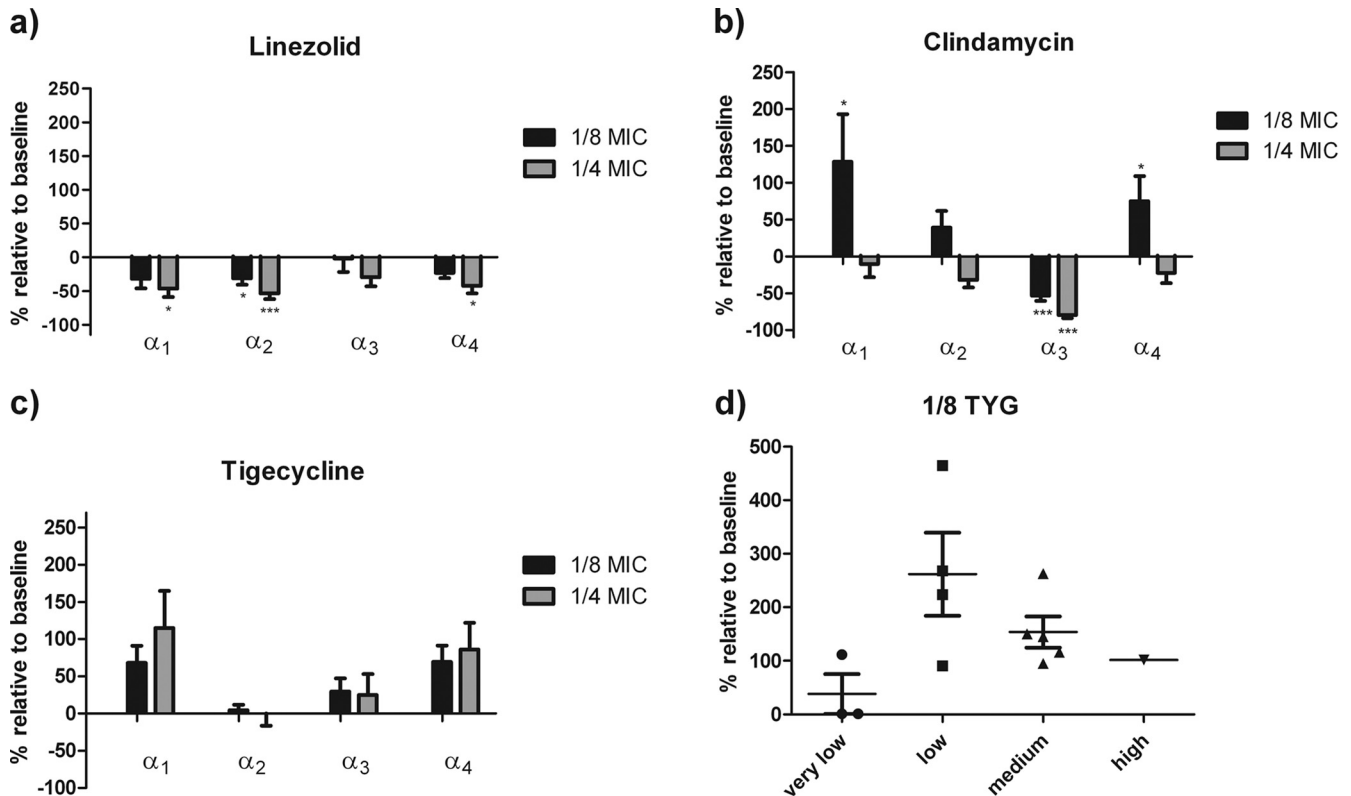 a)
Linezolid
% relative to baseline
250
200
150
100
50
0
-50
-100
* * *** *
α1 α2 α3 α4
1/8 MIC
1/4 MIC
b)
Clindamycin
% relative to baseline
250
200
150
100
50
0
-50
-100
* *** *** *
α1 α2 α3 α4
1/8 MIC
1/4 MIC
c)
Tigecycline
% relative to baseline
250
200
150
100
50
0
-50
-100
α1 α2 α3 α4
1/8 MIC
1/4 MIC
d)
1/8 TYG
% relative to baseline
500
400
300
200
100
0
very low
low
medium
high